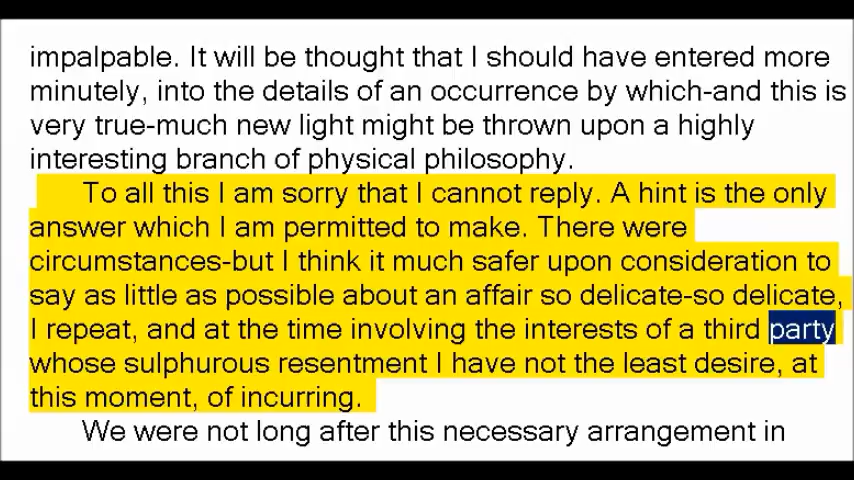 impalpable. It will be thought that I should have entered more
minutely, into the details of an occurrence by which-and this is
very true-much new light might be thrown upon a highly
interesting branch of physical philosophy.
To all this I am sorry that I cannot reply. A hint is the only
answer which I am permitted to make. There were
circumstances-but I think it much safer upon consideration to
say as little as possible about an affair so delicate-so delicate,
I repeat, and at the time involving the interests of a third party
whose sulphurous resentment I have not the least desire, at
this moment, of incurring.
We were not long after this necessary arrangement in